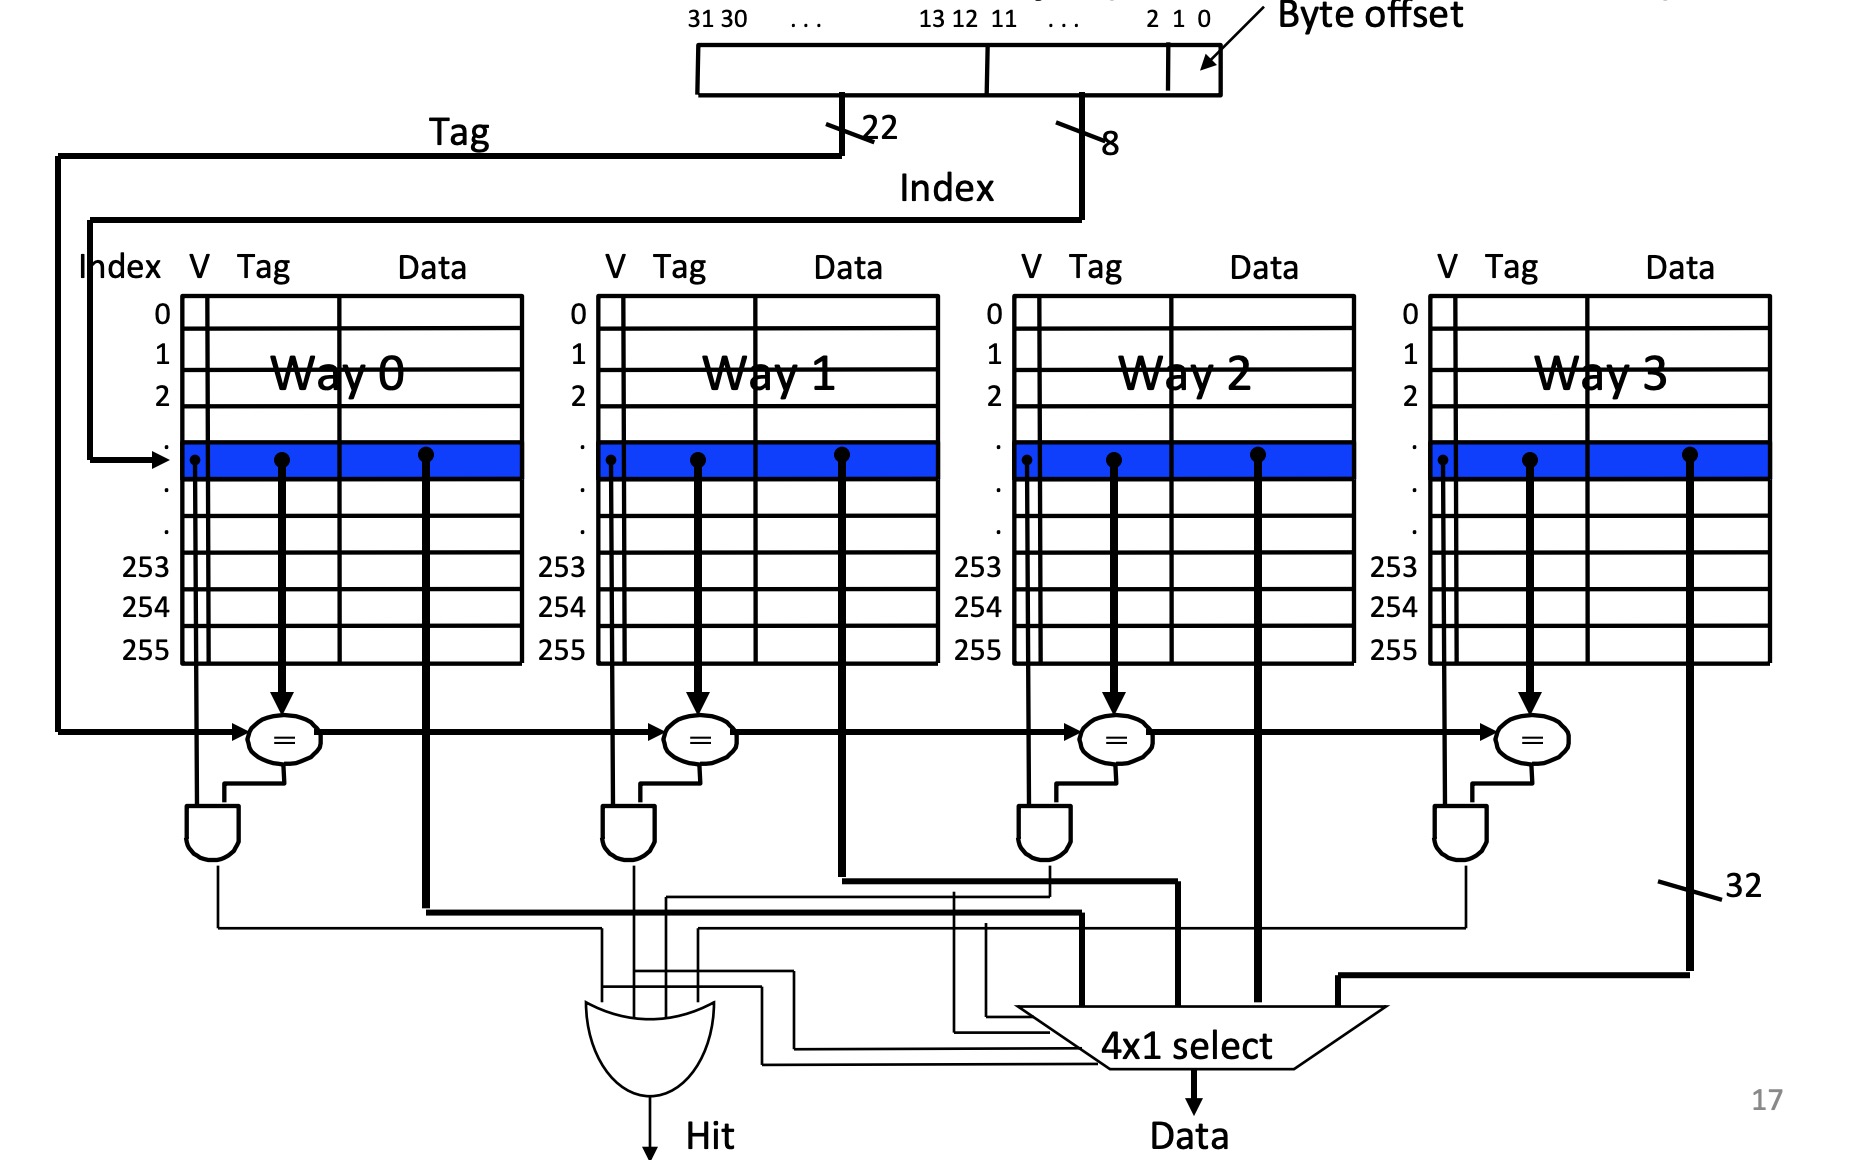 31 30 . . . 13 12 11 . . . 2 1 0
Byte offset
22
Tag
8
Index
Index V Tag Data V Tag Data V Tag Data V Tag Data
0 0 0 0
1 1 1 1
Way 0 Way 1 Way 2 Way 3
2 2 2 2
. . . .
. . . .
. . . .
253 253 253 253
254 254 254 254
255 255 255 255
= = = =
32
4x1 select
17
Hit Data